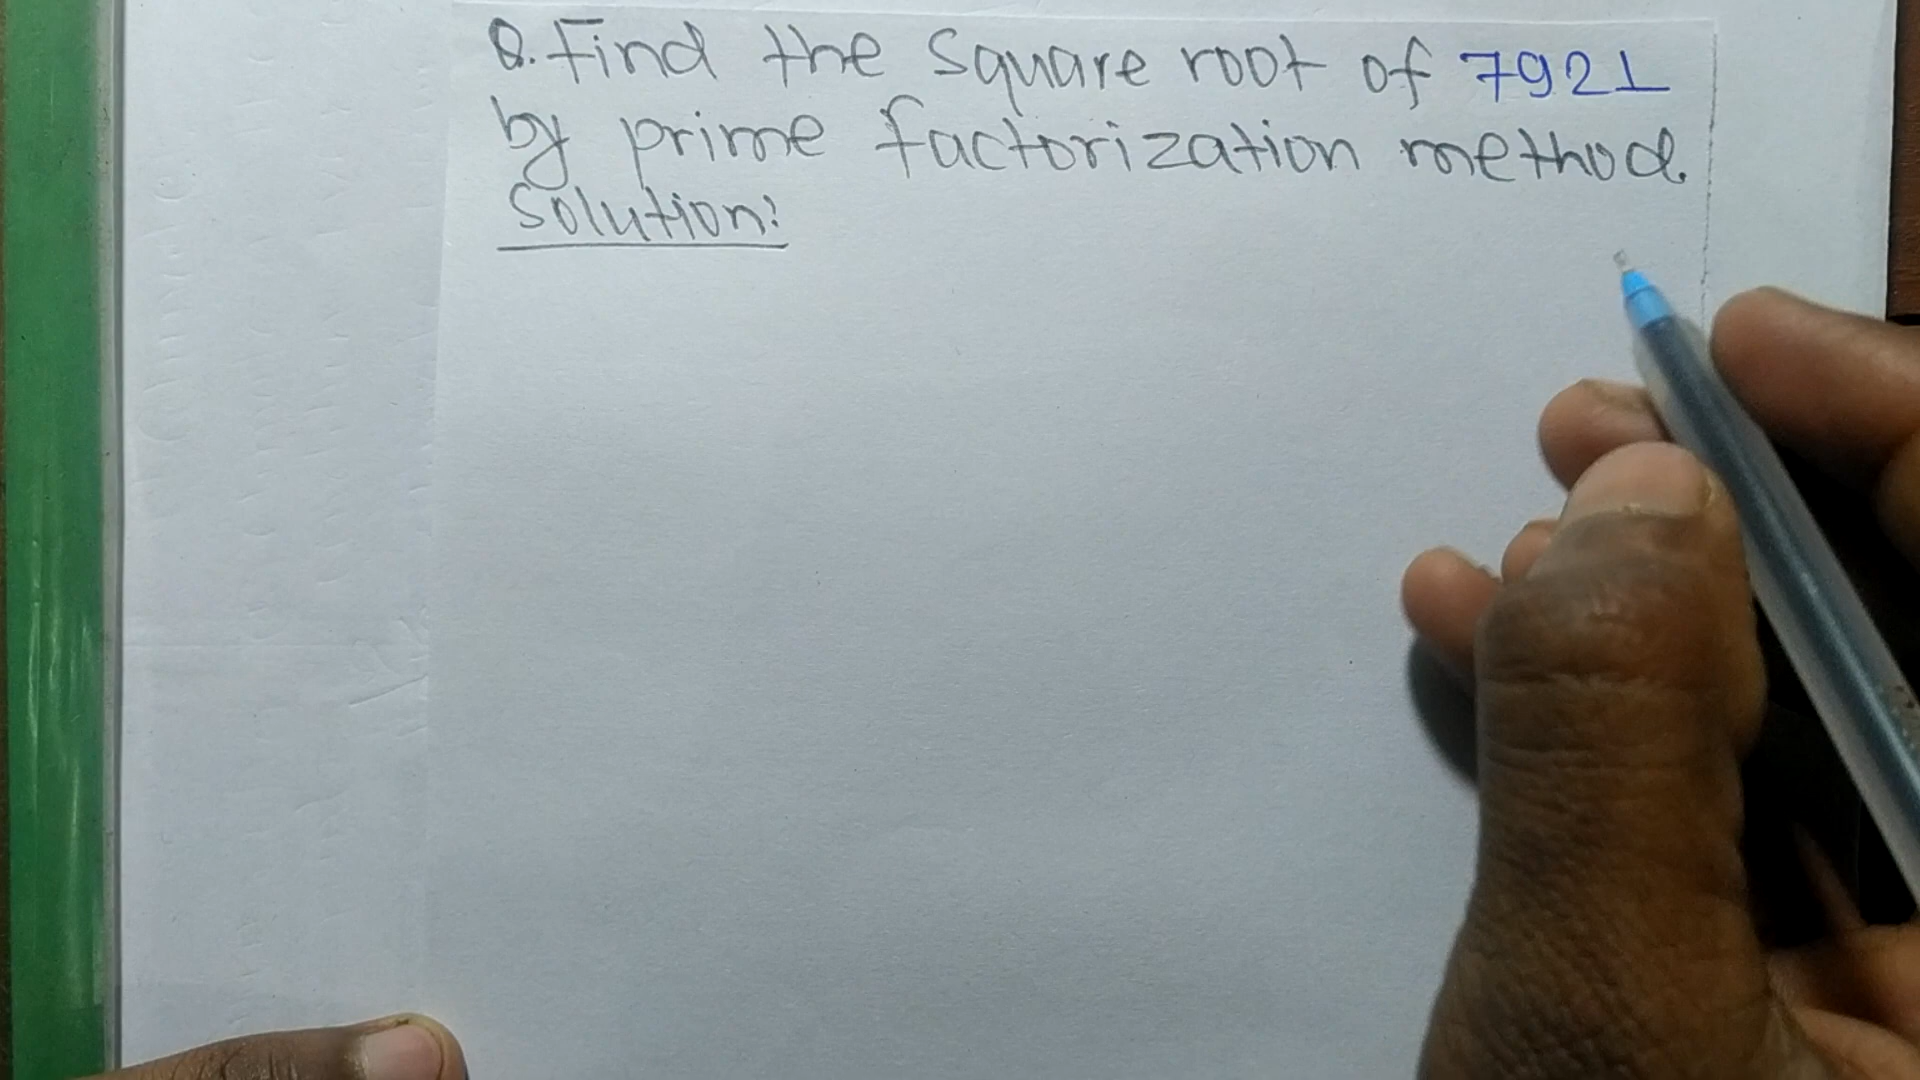 Q. Find the square root of 7921
by prime factorization method.
Solution: